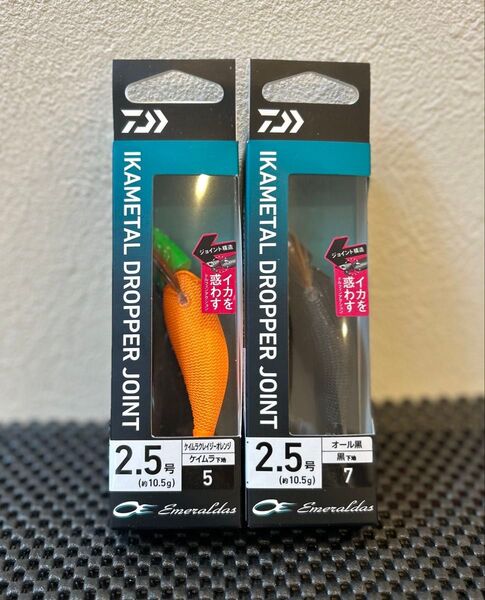 IKAMETAL DROPPER JOINT
ジョイント構造
イカを
惑わす
2.5号
(約10.5g)
ケイムラクレイジーオレンジ
ケイムラ下地
5
Emeraldas
IKAMETAL DROPPER JOINT
ジョイント構造
イカを
惑わす
2.5号
(約10.5g)
オール黒
黒下地
7
Emeraldas